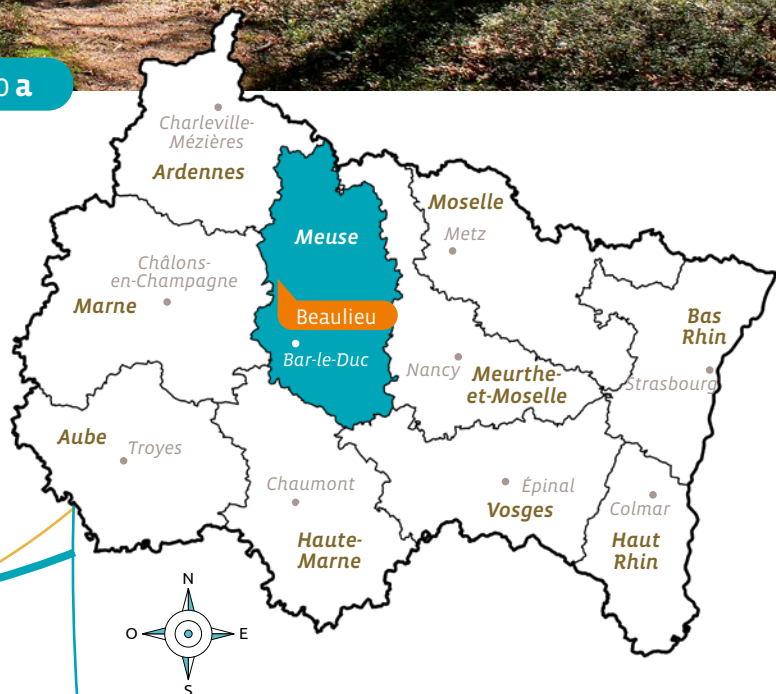 0 a
Charleville-
Mézières
Ardennes
Moselle
Metz
Meuse
Châlons-
en-Champagne
Marne
Beaulieu
Bar-le-Duc
Nancy
Meurthe-
et-Moselle
Bas
Rhin
Strasbourg
Aube
Troyes
Chaumont
Haute-
Marne
Épinal
Vosges
Colmar
Haut
Rhin
N
O
E
S